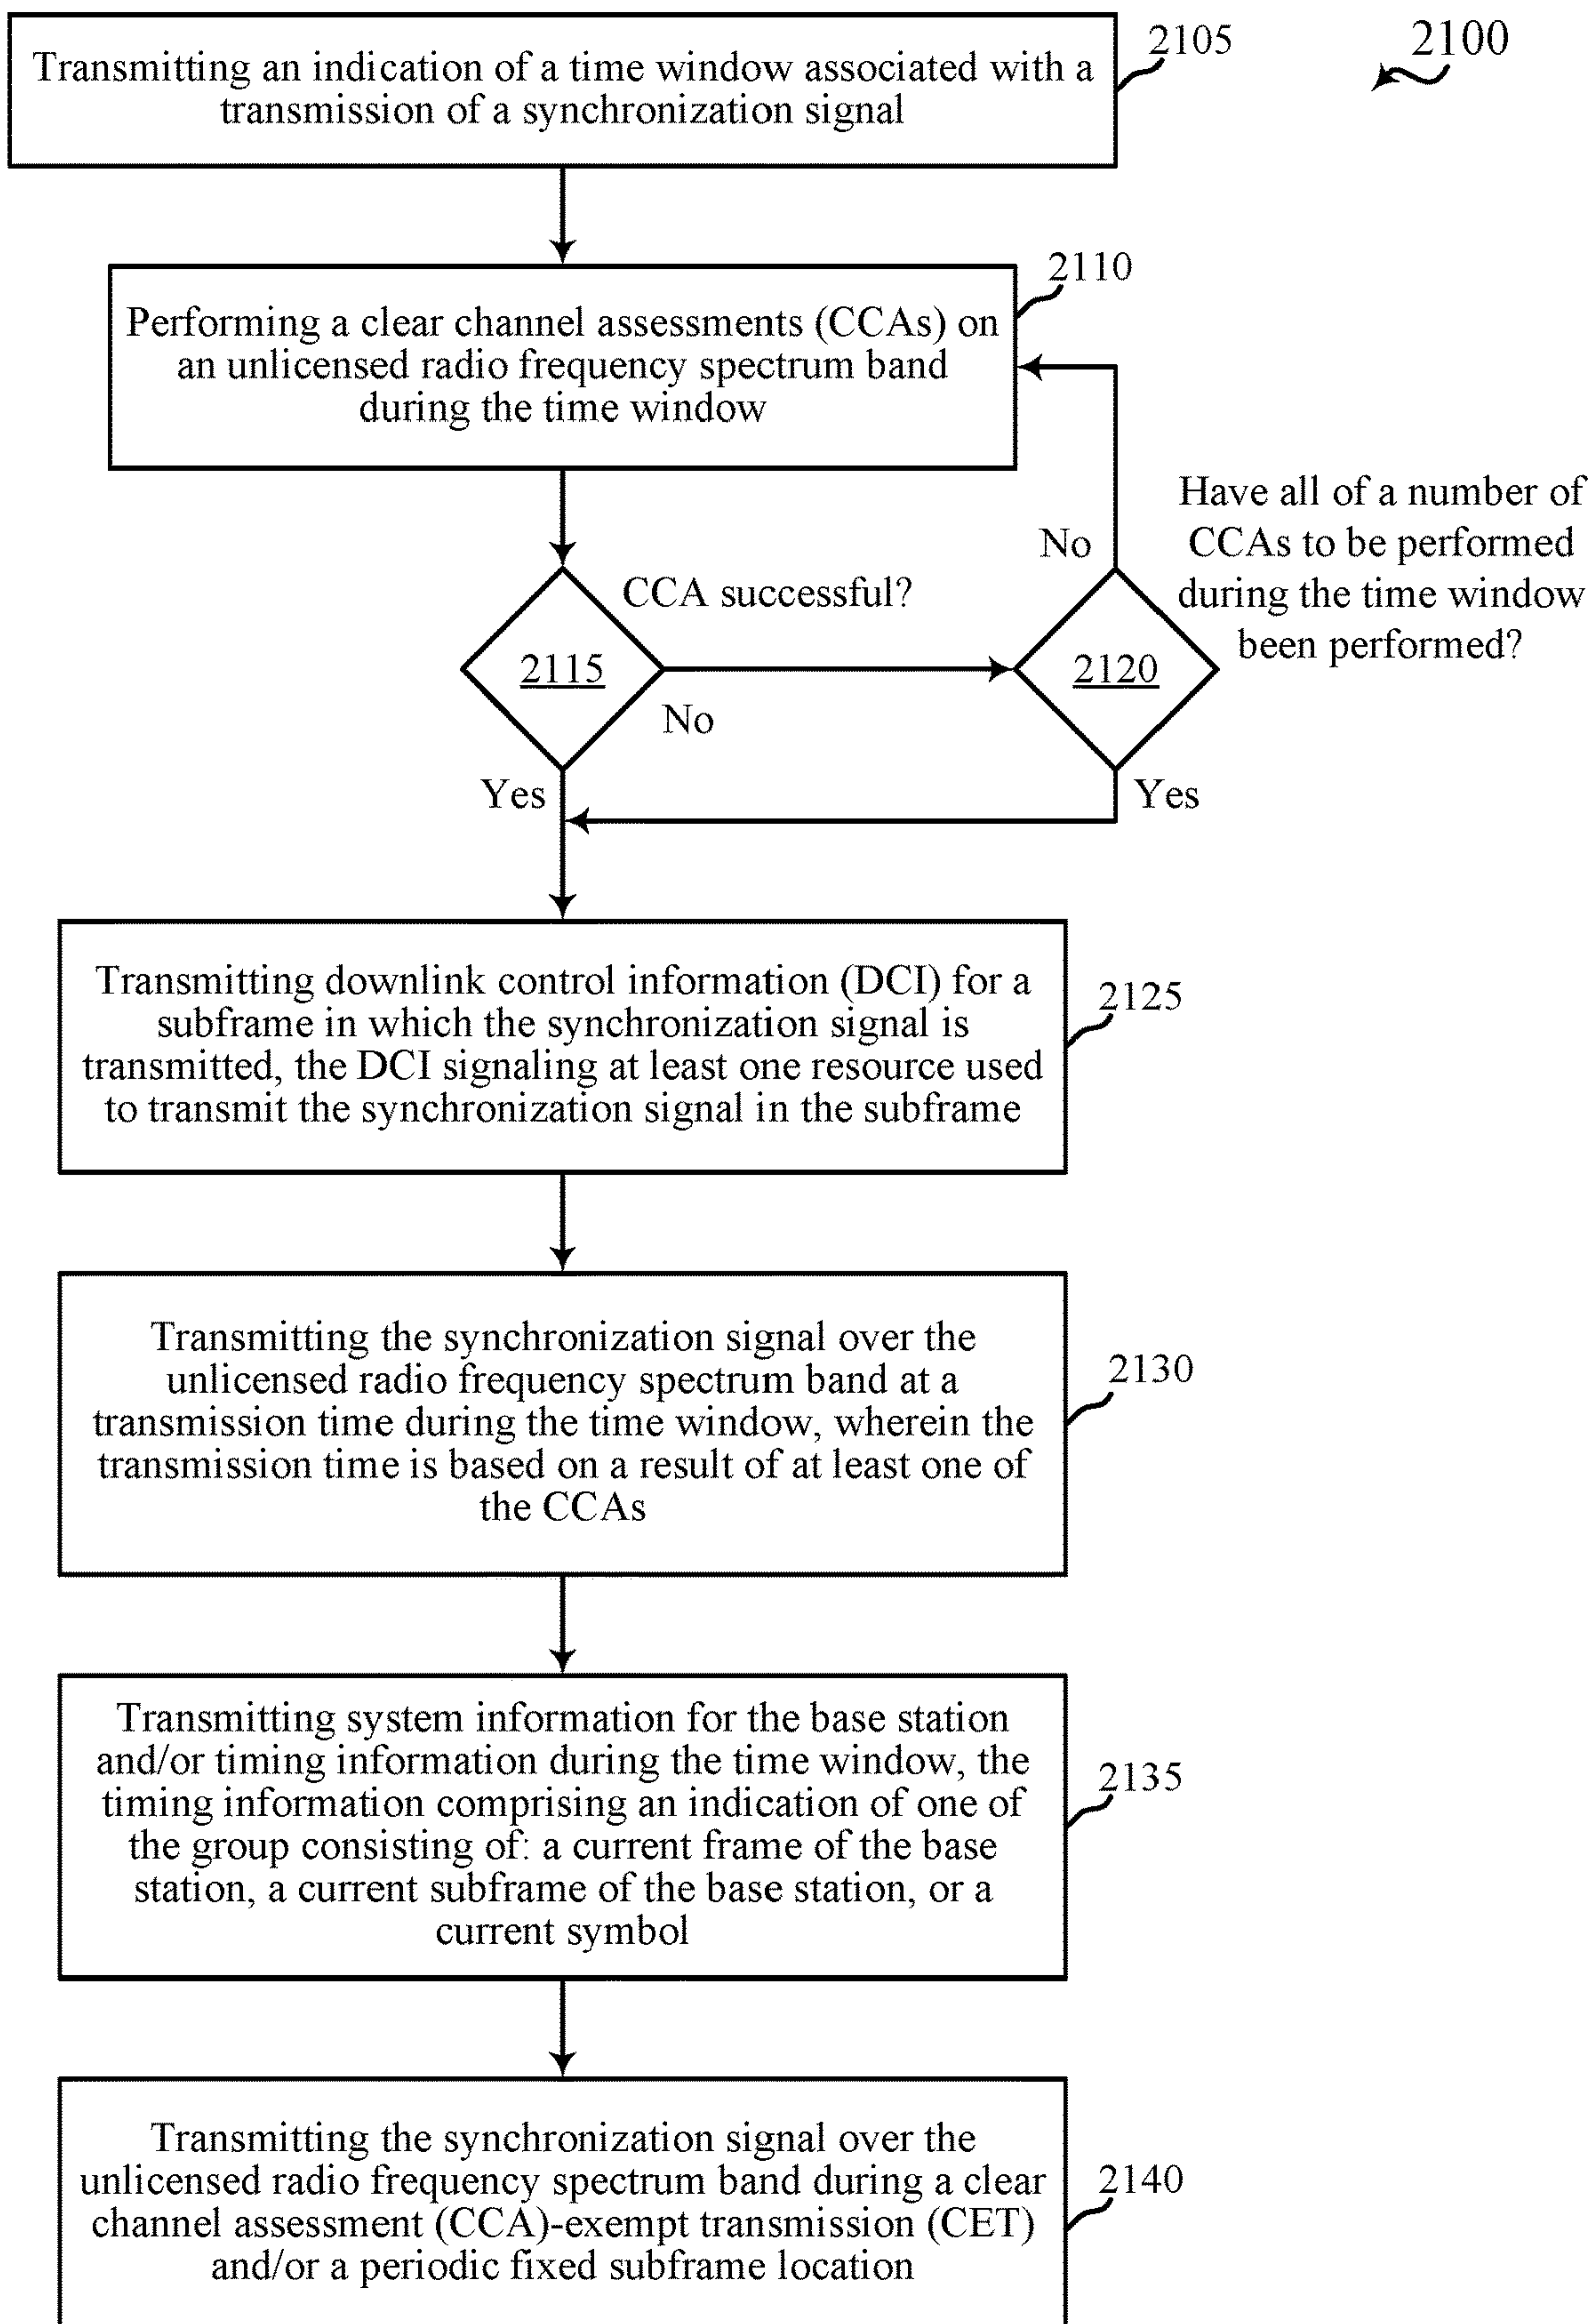 2100
2105
Transmitting an indication of a time window associated with a
transmission of a synchronization signal
2110
Performing a clear channel assessments (CCAs) on
an unlicensed radio frequency spectrum band
during the time window
CCA successful?
2115
No
Yes
Have all of a number of
CCAs to be performed
during the time window
been performed?
No
2120
Yes
2125
Transmitting downlink control information (DCI) for a
subframe in which the synchronization signal is
transmitted, the DCI signaling at least one resource used
to transmit the synchronization signal in the subframe
2130
Transmitting the synchronization signal over the
unlicensed radio frequency spectrum band at a
transmission time during the time window, wherein the
transmission time is based on a result of at least one of
the CCAs
2135
Transmitting system information for the base station
and/or timing information during the time window, the
timing information comprising an indication of one of
the group consisting of: a current frame of the base
station, a current subframe of the base station, or a
current symbol
2140
Transmitting the synchronization signal over the
unlicensed radio frequency spectrum band during a clear
channel assessment (CCA)-exempt transmission (CET)
and/or a periodic fixed subframe location